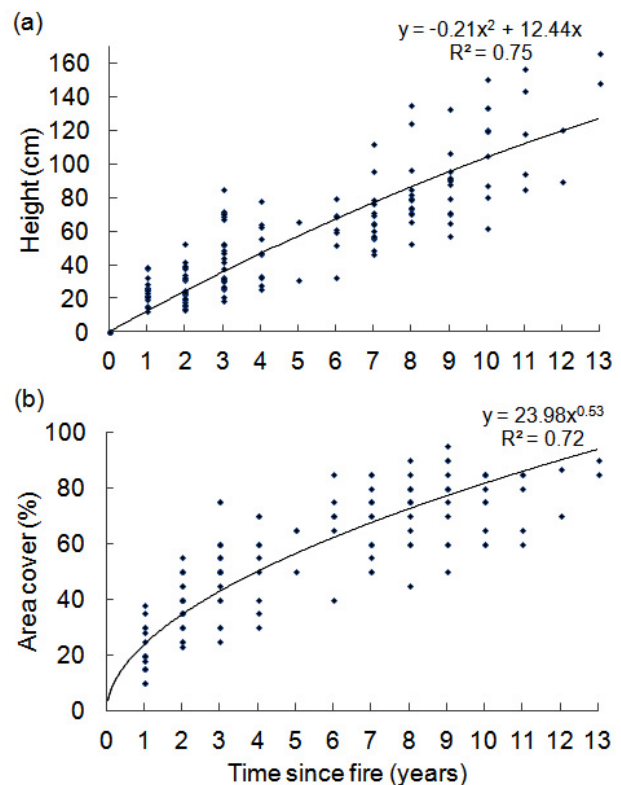 (a)
y = -0.21x² + 12.44x
R² = 0.75
Height (cm)
160
140
120
100
80
60
40
20
0
0 1 2 3 4 5 6 7 8 9 10 11 12 13
(b)
y = 23.98x^0.53
R² = 0.72
Area cover (%)
100
80
60
40
20
0
0 1 2 3 4 5 6 7 8 9 10 11 12 13
Time since fire (years)